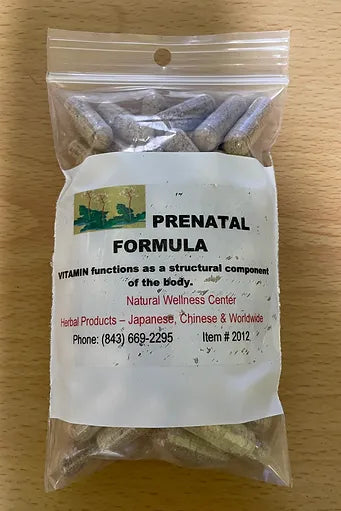 PRENATAL
FORMULA
VITAMIN functions as a structural component
of the body.
Natural Wellness Center
Herbal Products – Japanese, Chinese & Worldwide
Phone: (843) 669-2295 Item # 2012